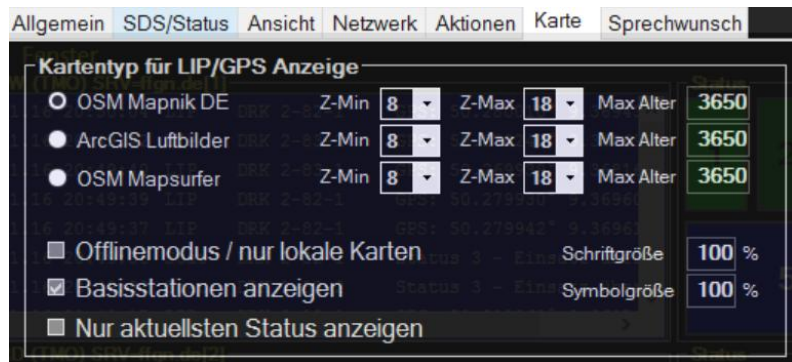 Allgemein SDS/Status Ansicht Netzwerk Aktionen Karte Sprechwunsch
Kartentyp für LIP/GPS Anzeige
OSM Mapnik DE Z-Min 8 Z-Max 18 Max Alter 3650
ArcGIS Luftbilder Z-Min 8 Z-Max 18 Max Alter 3650
OSM Mapsurfer Z-Min 8 Z-Max 18 Max Alter 3650
Offlinemodus / nur lokale Karten Schriftgröße 100 %
Basisstationen anzeigen Symbolgröße 100 %
Nur aktuellsten Status anzeigen